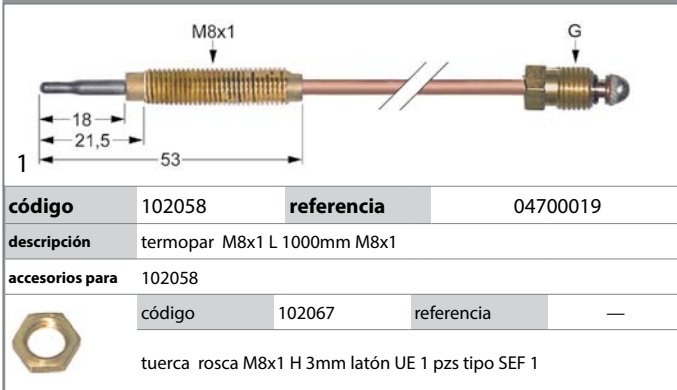 M8x1
G
18
21,5
1
53
código 102058 referencia 04700019
descripción termopar M8x1 L 1000mm M8x1
accesorios para 102058
código 102067 referencia —
tuerca rosca M8x1 H 3mm latón UE 1 pzs tipo SEF 1